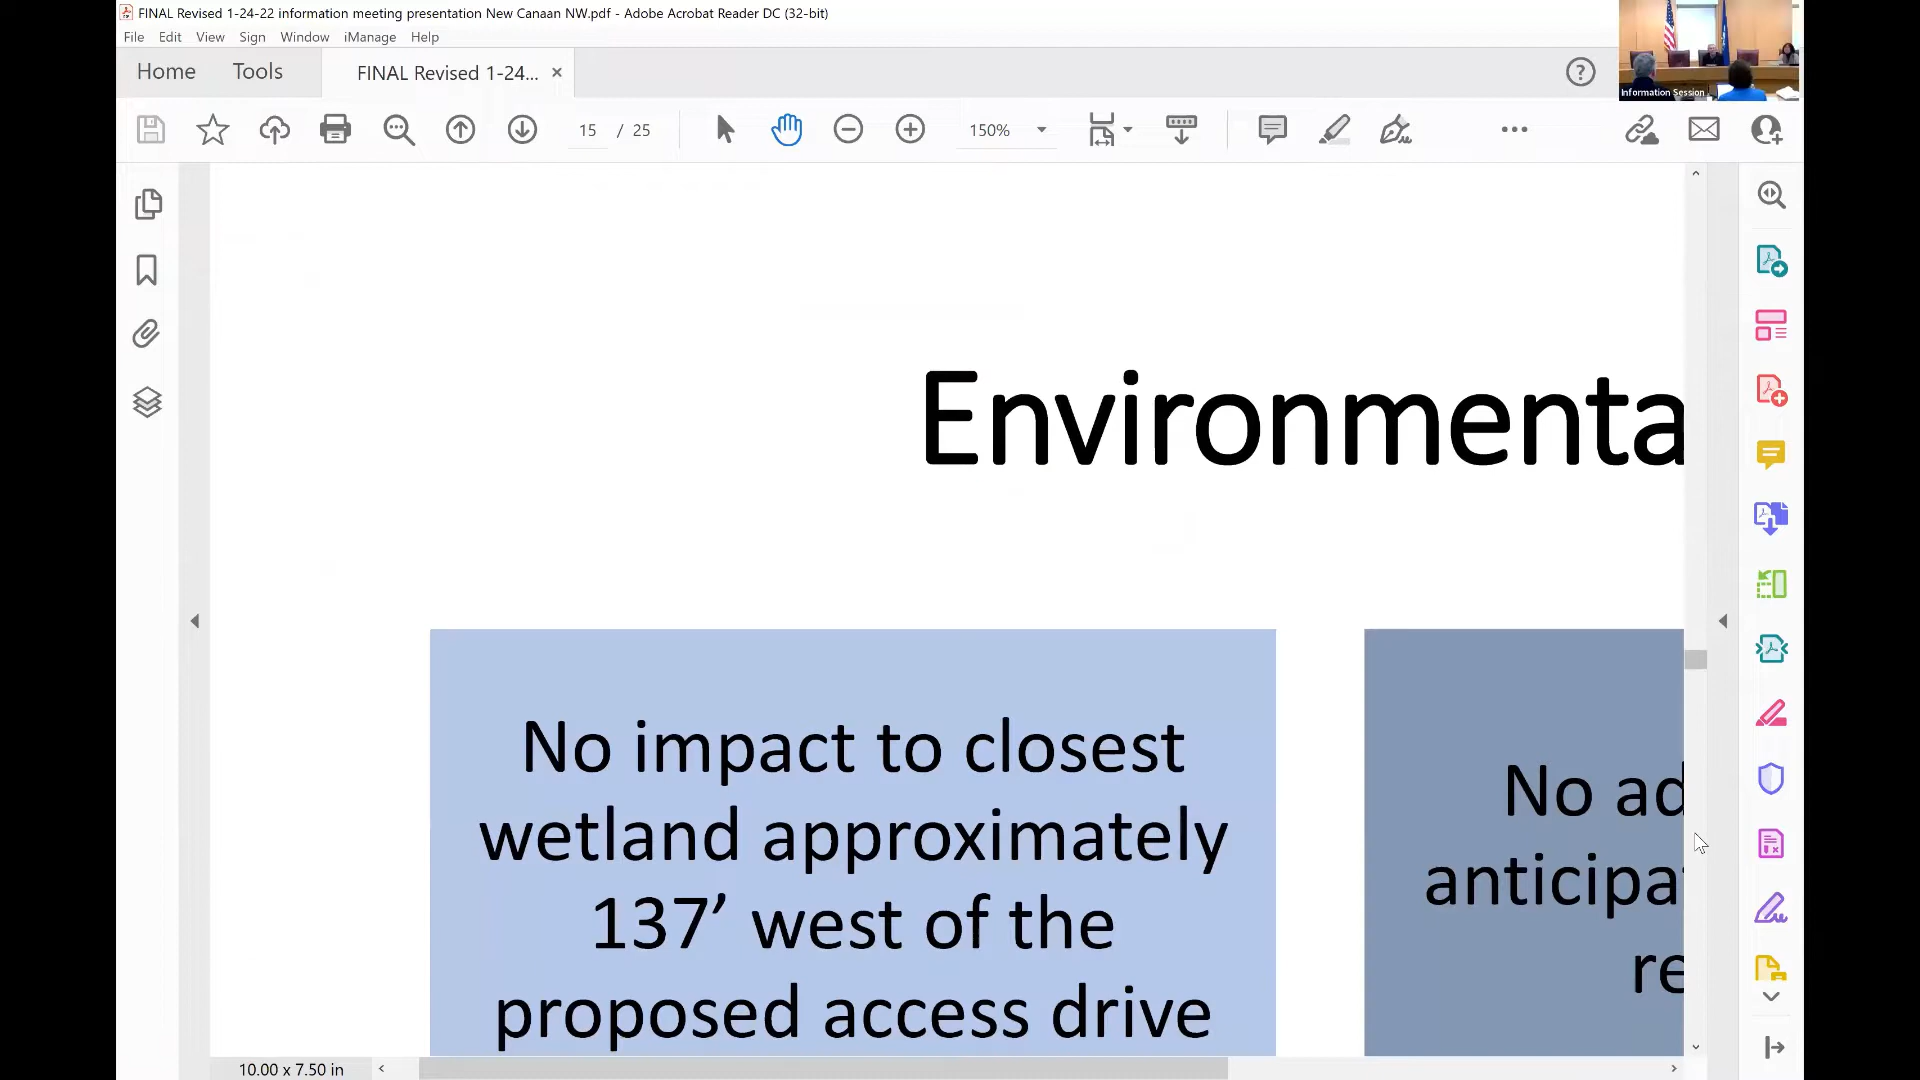 FINAL Revised 1-24-22 information meeting presentation New Canaan NW.pdf - Adobe Acrobat Reader DC (32-bit)
File Edit View Sign Window iManage Help
Home Tools FINAL Revised 1-24... ×
Information Session
15 / 25 150%
Environmenta
No impact to closest
wetland approximately
137’ west of the
proposed access drive
No ad
anticipa
re
10.00 x 7.50 in